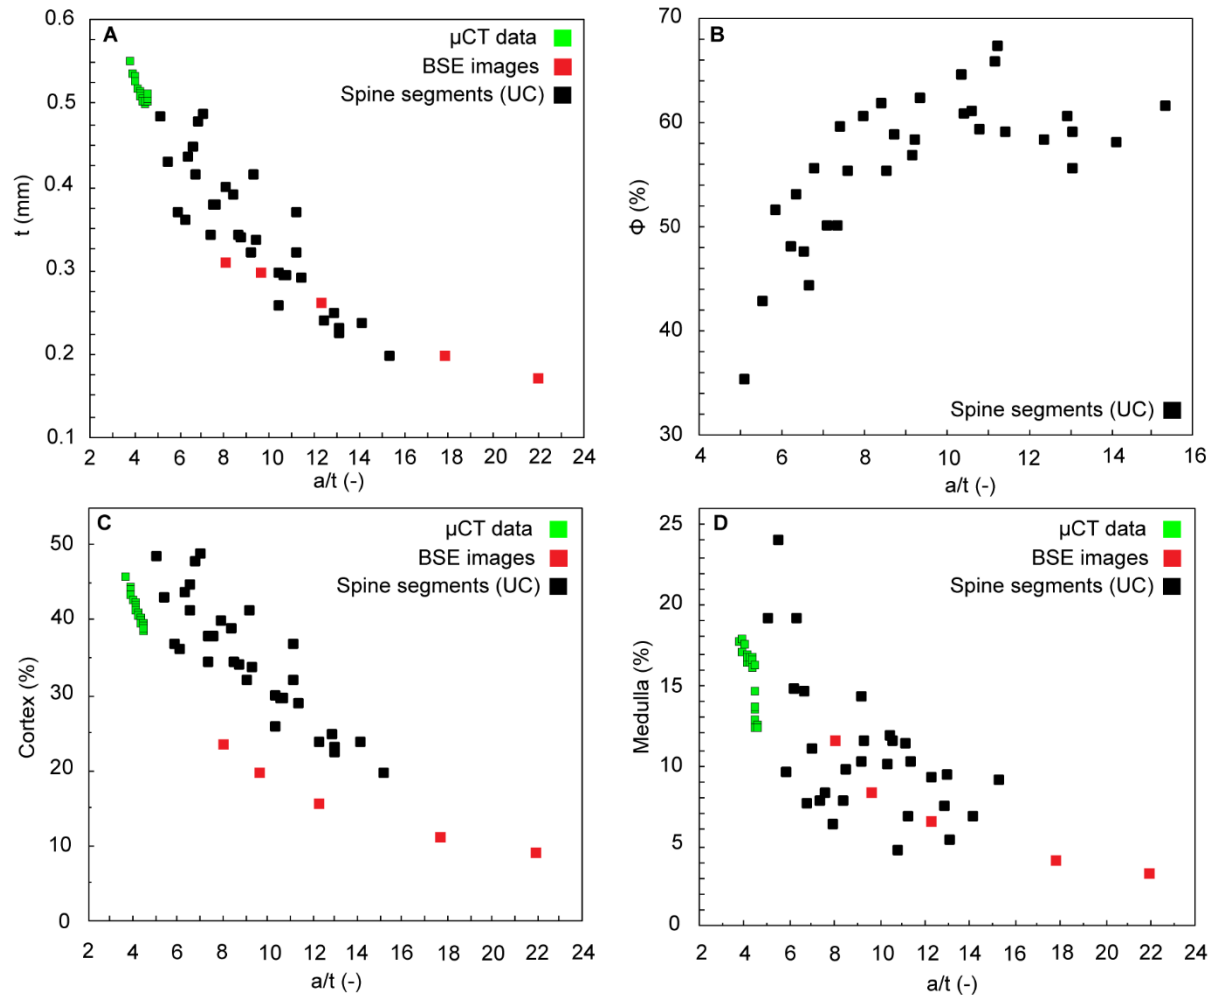 A
µCT data
BSE images
Spine segments (UC)
t (mm)
0.6
0.5
0.4
0.3
0.2
0.1
2 4 6 8 10 12 14 16 18 20 22 24
a/t (-)
B
Φ (%)
70
60
50
40
30
Spine segments (UC)
4 6 8 10 12 14 16
a/t (-)
C
µCT data
BSE images
Spine segments (UC)
Cortex (%)
50
40
30
20
10
0
2 4 6 8 10 12 14 16 18 20 22 24
a/t (-)
D
µCT data
BSE images
Spine segments (UC)
Medulla (%)
25
20
15
10
5
0
2 4 6 8 10 12 14 16 18 20 22 24
a/t (-)